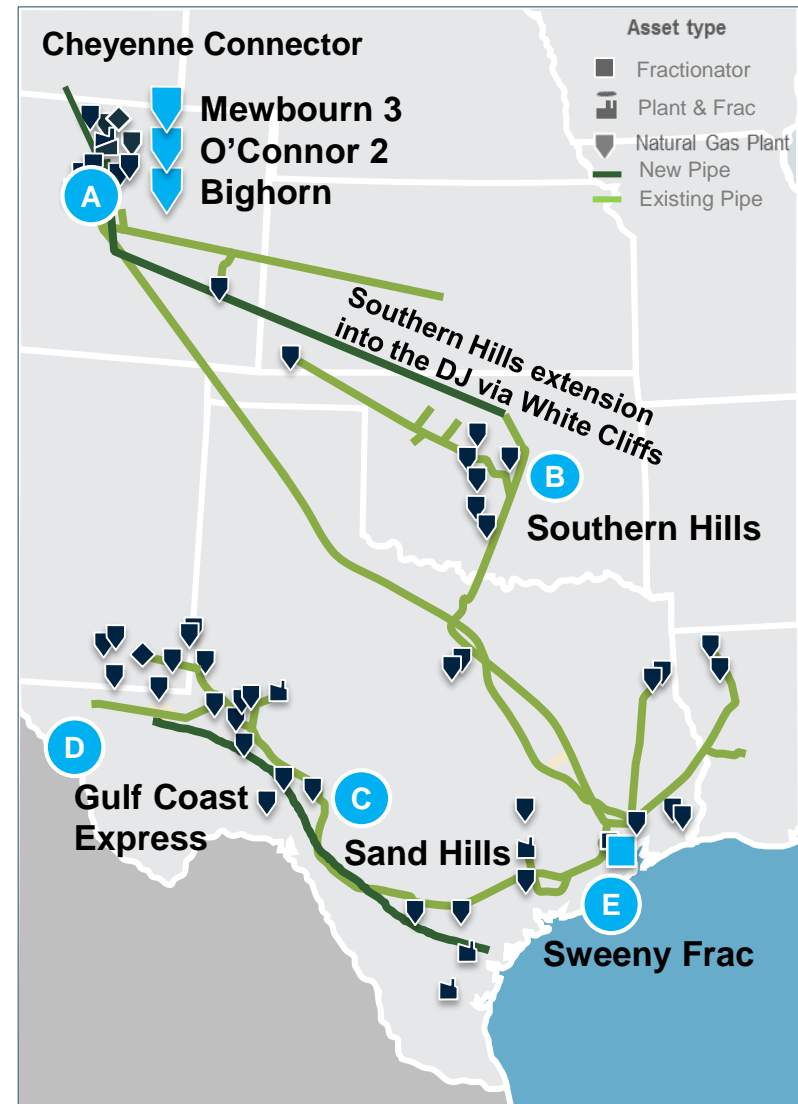 Cheyenne Connector
Asset type
Fractionator
Plant & Frac
Natural Gas Plant
New Pipe
Existing Pipe
Mewbourn 3
O'Connor 2
Bighorn
A
Southern Hills extension
into the DJ via White Cliffs
B
Southern Hills
D
Gulf Coast
Express
C
Sand Hills
E
Sweeny Frac